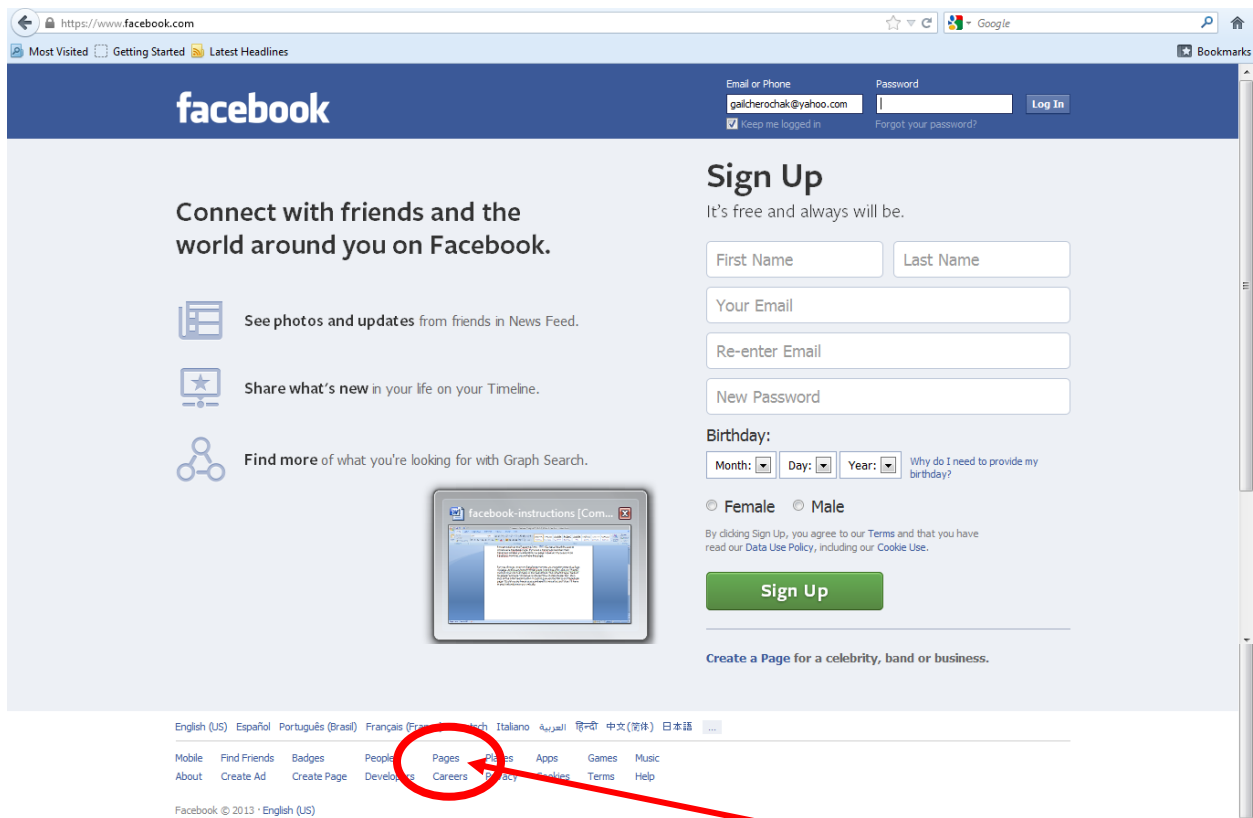 https://www.facebook.com
Google
Most Visited Getting Started Latest Headlines
Bookmarks
facebook
Email or Phone
Password
gailcherochak@yahoo.com
Log In
Keep me logged in
Forgot your password?
Connect with friends and the
world around you on Facebook.
See photos and updates from friends in News Feed.
Share what's new in your life on your Timeline.
Find more of what you're looking for with Graph Search.
facebook-instructions [Com...
Sign Up
It's free and always will be.
First Name
Last Name
Your Email
Re-enter Email
New Password
Birthday:
Month: Day: Year:
Why do I need to provide my
birthday?
Female Male
By clicking Sign Up, you agree to our Terms and that you have
read our Data Use Policy, including our Cookie Use.
Sign Up
Create a Page for a celebrity, band or business.
English (US) Español Português (Brasil) Français Italiano العربية हिन्दी 中文(简体) 日本語 ...
Mobile Find Friends Badges People Pages Places Apps Games Music
About Create Ad Create Page Developers Careers Privacy Cookies Terms Help
Facebook © 2013 · English (US)